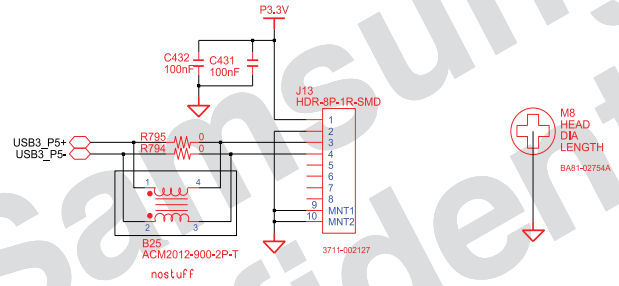 P3.3V
C432
100nF
C431
100nF
J13
HDR-8P-1R-SMD
1
2
3
4
5
6
7
8
9 MNT1
10 MNT2
3711-002127
USB3_P5+
USB3_P5-
R795 0
R794 0
1 4
2 3
B25
ACM2012-900-2P-T
nostuff
M8
HEAD
DIA
LENGTH
BA81-02754A
Samsun
fident